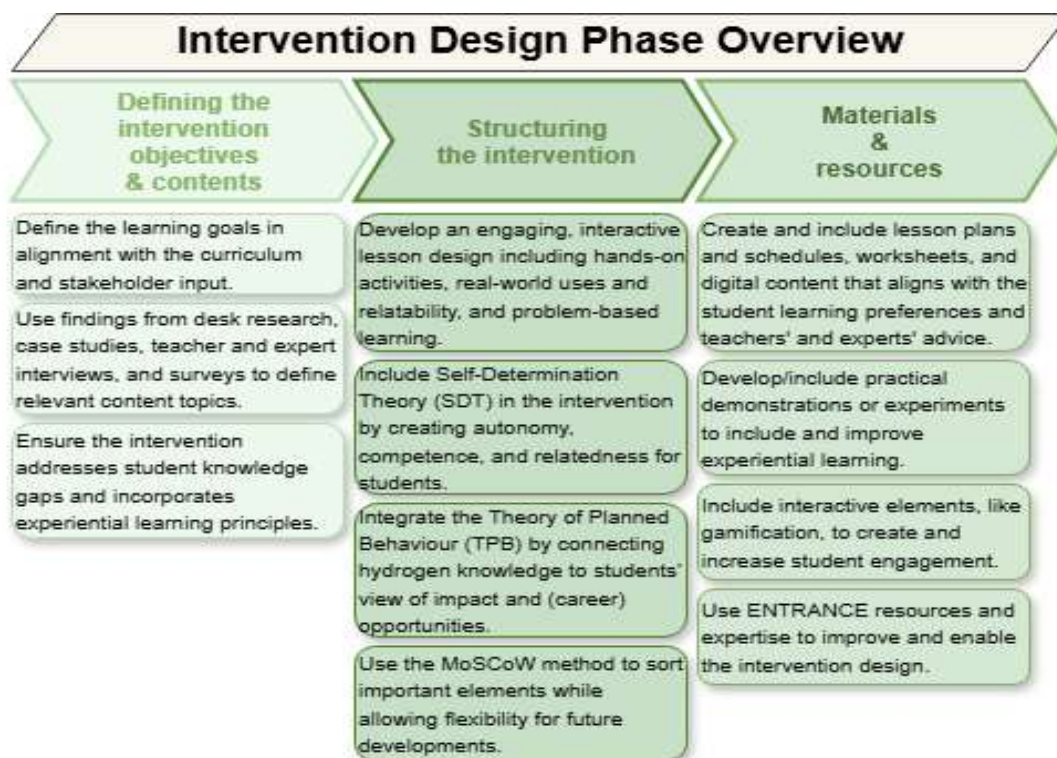 Intervention Design Phase Overview
Defining the
intervention
objectives
& contents
Define the learning goals in
alignment with the curriculum
and stakeholder input.
Use findings from desk research,
case studies, teacher and expert
interviews, and surveys to define
relevant content topics.
Ensure the intervention
addresses student knowledge
gaps and incorporates
experiential learning principles.
Structuring
the intervention
Develop an engaging, interactive
lesson design including hands-on
activities, real-world uses and
relatability, and problem-based
learning.
Include Self-Determination
Theory (SDT) in the intervention
by creating autonomy,
competence, and relatedness for
students.
Integrate the Theory of Planned
Behaviour (TPB) by connecting
hydrogen knowledge to students'
view of impact and (career)
opportunities.
Use the MoSCoW method to sort
important elements while
allowing flexibility for future
developments.
Materials
&
resources
Create and include lesson plans
and schedules, worksheets, and
digital content that aligns with the
student learning preferences and
teachers' and experts' advice.
Develop/include practical
demonstrations or experiments
to include and improve
experiential learning.
Include interactive elements, like
gamification, to create and
increase student engagement.
Use ENTRANCE resources and
expertise to improve and enable
the intervention design.